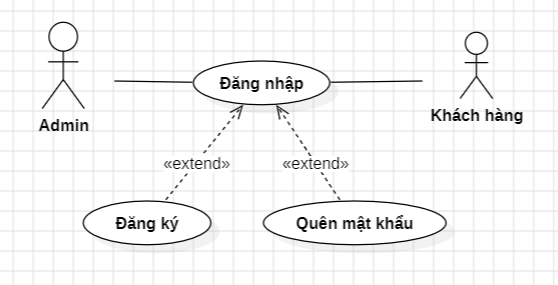 Đăng nhập
Admin
Khách hàng
«extend»
«extend»
Đăng ký
Quên mật khẩu